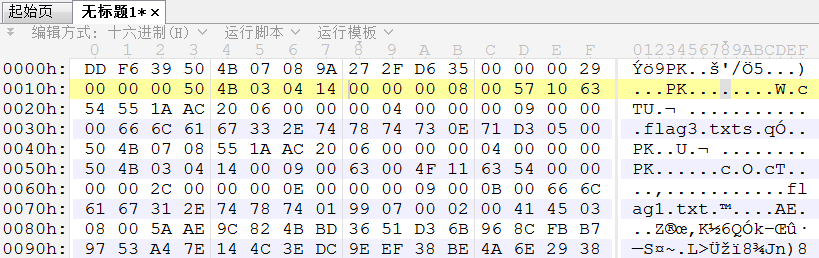 起始页 无标题1* ×
编辑方式: 十六进制(H) 运行脚本 运行模板
0 1 2 3 4 5 6 7 8 9 A B C D E F 0123456789ABCDEF
0000h: DD F6 39 50 4B 07 08 9A 27 2F D6 35 00 00 00 29 Ýö9PK..š'/Ö5...)
0010h: 00 00 00 50 4B 03 04 14 00 00 00 08 00 57 10 63 ...PK........W.c
0020h: 54 55 1A AC 20 06 00 00 00 04 00 00 00 09 00 00 TU.¬ ...........
0030h: 00 66 6C 61 67 33 2E 74 78 74 73 0E 71 D3 05 00 .flag3.txts.qÓ..
0040h: 50 4B 07 08 55 1A AC 20 06 00 00 00 04 00 00 00 PK..U.¬ ........
0050h: 50 4B 03 04 14 00 09 00 63 00 4F 11 63 54 00 00 PK......c.O.cT..
0060h: 00 00 2C 00 00 00 0E 00 00 00 09 00 0B 00 66 6C ..,...........fl
0070h: 61 67 31 2E 74 78 74 01 99 07 00 02 00 41 45 03 ag1.txt.™....AE.
0080h: 08 00 5A AE 9C 82 4B BD 36 51 D3 6B 96 8C FB B7 ..Z®œ‚K½6QÓk–Œû·
0090h: 97 53 A4 7E 14 4C 3E DC 9E EF 38 BE 4A 6E 29 38 —S¤~.L>Üžï8¾Jn)8